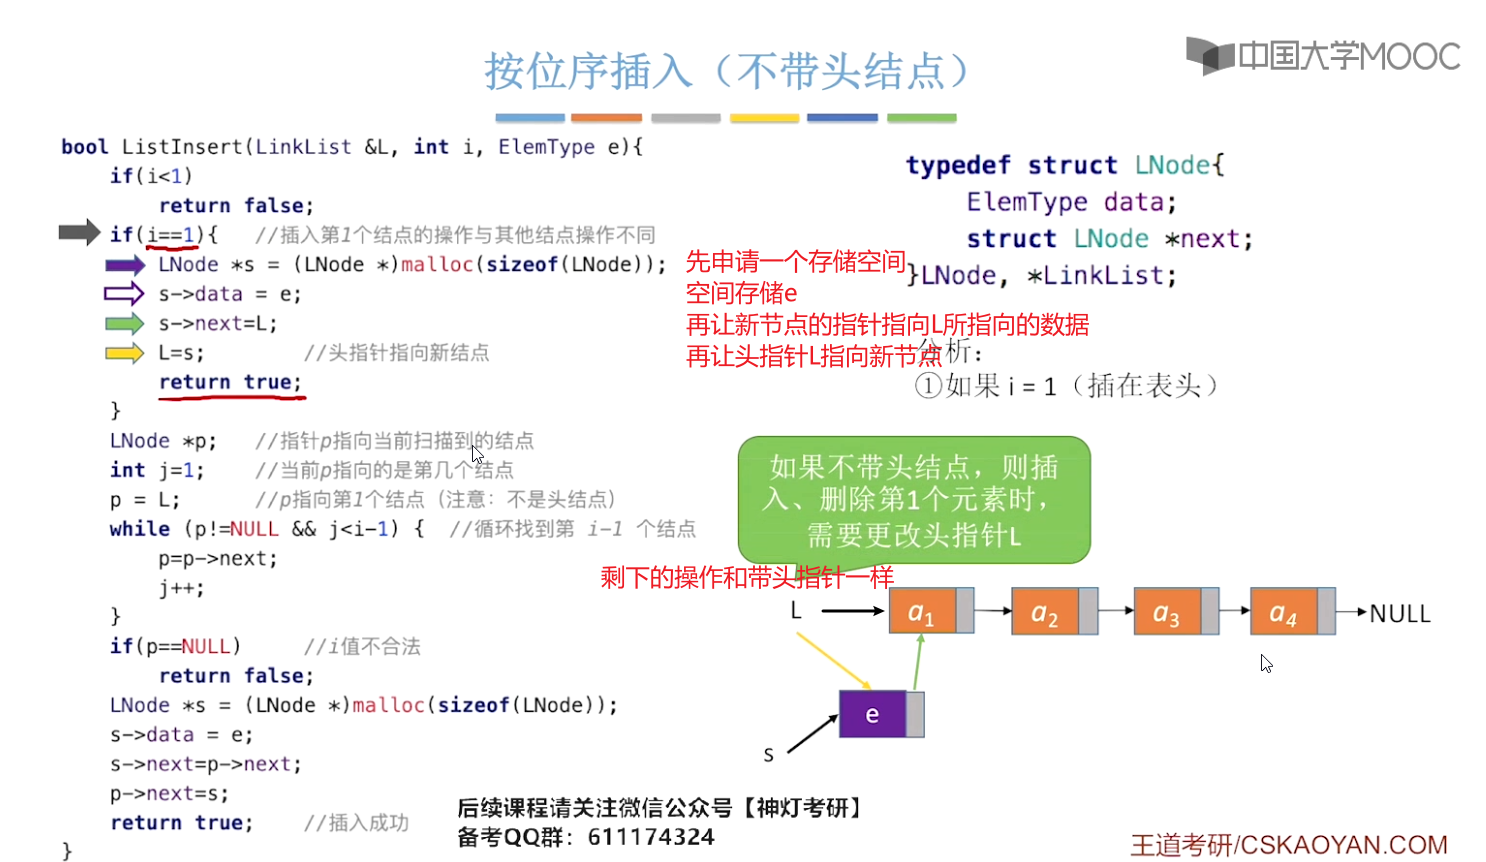 按位序插入（不带头结点）
中国大学MOOC
bool ListInsert(LinkList &L, int i, ElemType e){
if(i<1)
return false;
if(i==1){ //插入第1个结点的操作与其他结点操作不同
LNode *s = (LNode *)malloc(sizeof(LNode));
s->data = e;
s->next=L;
L=s; //头指针指向新结点
return true;
}
LNode *p; //指针p指向当前扫描到的结点
int j=1; //当前p指向的是第几个结点
p = L; //p指向第1个结点（注意：不是头结点）
while (p!=NULL && j<i-1) { //循环找到第 i-1 个结点
p=p->next;
j++;
}
if(p==NULL) //i值不合法
return false;
LNode *s = (LNode *)malloc(sizeof(LNode));
s->data = e;
s->next=p->next;
p->next=s;
return true; //插入成功
}
typedef struct LNode{
ElemType data;
struct LNode *next;
}LNode, *LinkList;
先申请一个存储空间
空间存储e
再让新节点的指针指向L所指向的数据
再让头指针L指向新节点
分析：
①如果 i = 1（插在表头）
如果不带头结点，则插
入、删除第1个元素时，
需要更改头指针L
剩下的操作和带头指针一样
L a1 a2 a3 a4 NULL
e
s
后续课程请关注微信公众号【神灯考研】
备考QQ群：611174324
王道考研/CSKAOYAN.COM